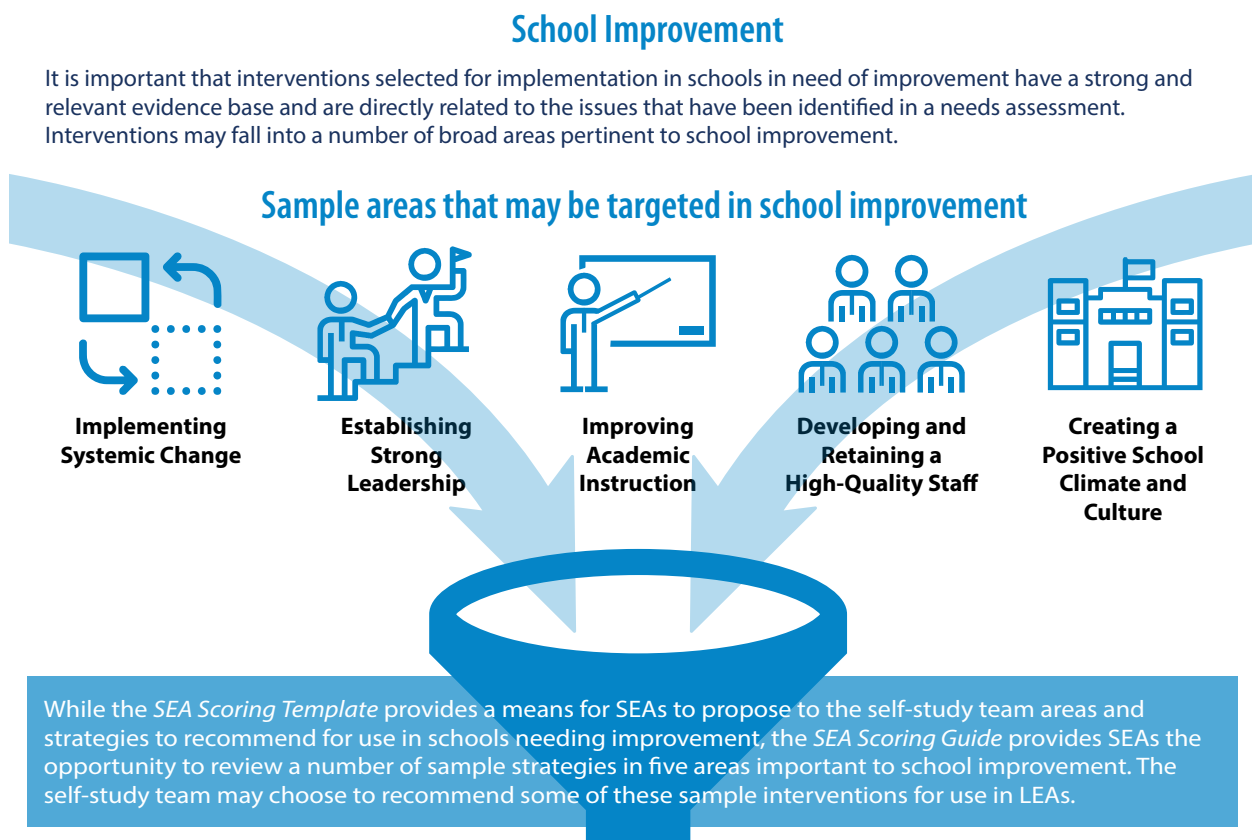 School Improvement
It is important that interventions selected for implementation in schools in need of improvement have a strong and
relevant evidence base and are directly related to the issues that have been identified in a needs assessment.
Interventions may fall into a number of broad areas pertinent to school improvement.
Sample areas that may be targeted in school improvement
Implementing
Systemic Change
Establishing
Strong
Leadership
Improving
Academic
Instruction
Developing and
Retaining a
High-Quality Staff
Creating a
Positive School
Climate and
Culture
While the SEA Scoring Template provides a means for SEAs to propose to the self-study team areas and
strategies to recommend for use in schools needing improvement, the SEA Scoring Guide provides SEAs the
opportunity to review a number of sample strategies in five areas important to school improvement. The
self-study team may choose to recommend some of these sample interventions for use in LEAs.